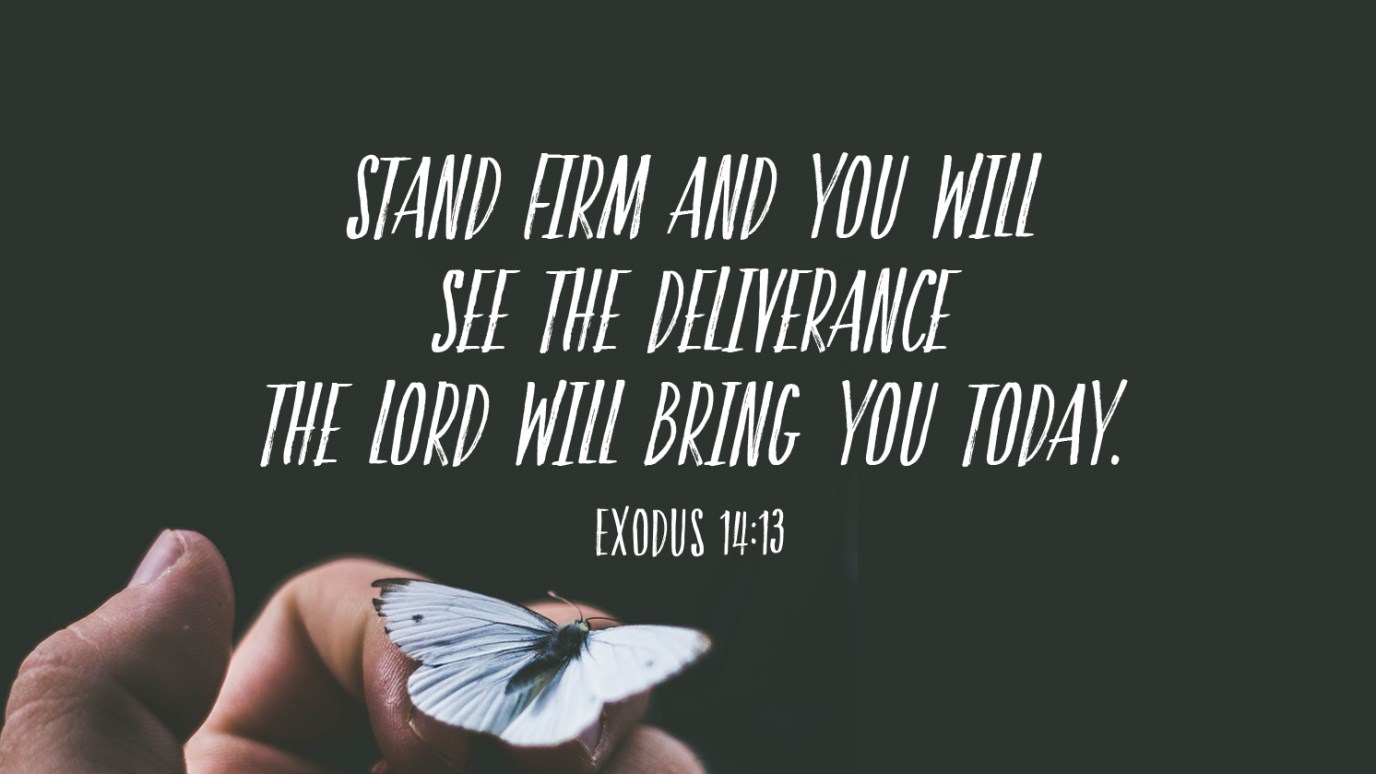 STAND FIRM AND YOU WILL
SEE THE DELIVERANCE
THE LORD WILL BRING YOU TODAY.
EXODUS 14:13